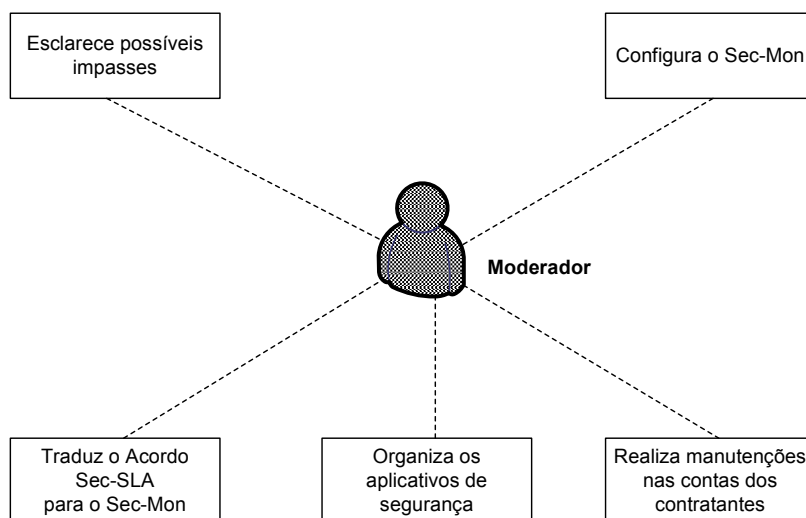 Esclarece possíveis
impasses
Configura o Sec-Mon
Moderador
Traduz o Acordo
Sec-SLA
para o Sec-Mon
Organiza os
aplicativos de
segurança
Realiza manutenções
nas contas dos
contratantes